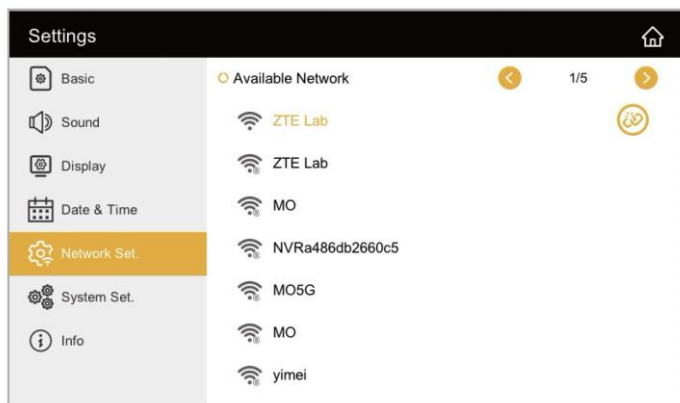 Settings
Basic
Sound
Display
Date & Time
Network Set.
System Set.
Info
Available Network
1/5
ZTE Lab
ZTE Lab
MO
NVRa486db2660c5
MO5G
MO
yimei